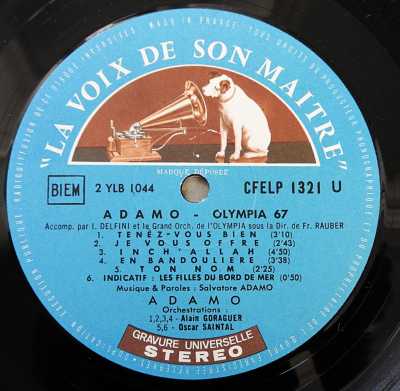 MADE IN FRANCE
"LA VOIX DE SON MAITRE"
MARQUE DÉPOSÉE
BIEM
2 YLB 1044
CFELP 1321 U
ADAMO - OLYMPIA 67
Accomp. par I. DELFINI et le Grand Orch. de l'OLYMPIA sous la Dir. de Fr. RAUBER
1. TENEZ-VOUS BIEN (3'10)
2. JE VOUS OFFRE (2'43)
3. INCH'ALLAH (4'50)
4. EN BANDOULIERE (3'38)
5. TON NOM (2'25)
6. INDICATIF : LES FILLES DU BORD DE MER (0'50)
Musique & Paroles : Salvatore ADAMO
ADAMO
Orchestrations :
1,2,3,4 - Alain GORAGUER
5,6 - Oscar SAINTAL
GRAVURE UNIVERSELLE
STEREO